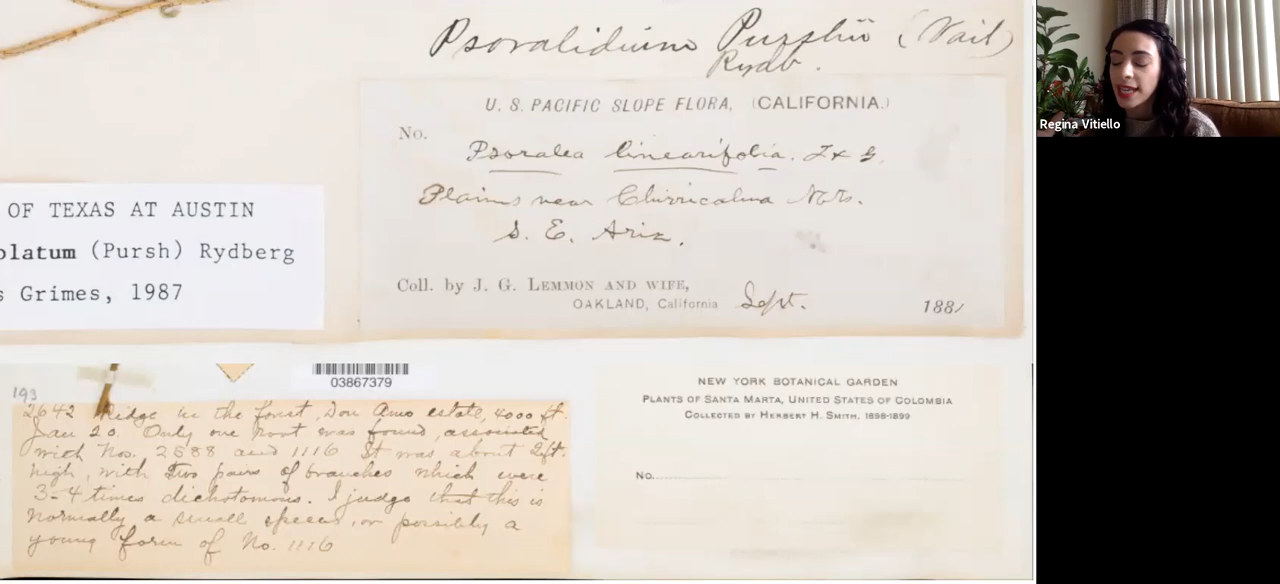 Psoralidium Purshii (Vail)
Rydb.
U. S. PACIFIC SLOPE FLORA, (CALIFORNIA.)
No.
Psoralea linearifolia. T & G.
Plains near Chirricahua Mts.
S. E. Ariz.
Coll. by J. G. LEMMON AND WIFE,
OAKLAND, California Sept. 1881
OF TEXAS AT AUSTIN
olatum (Pursh) Rydberg
s Grimes, 1987
Regina Vitiello
03867379
193
2642 Ridge in the forest, Don Amo estate, 4000 ft.
Jan 20. Only one plant was found, associated
with Nos. 2588 and 1116 It was about 2 ft.
high, with two pairs of branches which were
3-4 times dichotomous. I judge that this is
normally a small species, or possibly a
young form of No. 1116
NEW YORK BOTANICAL GARDEN
PLANTS OF SANTA MARTA, UNITED STATES OF COLOMBIA
COLLECTED BY HERBERT H. SMITH, 1898-1899
No.